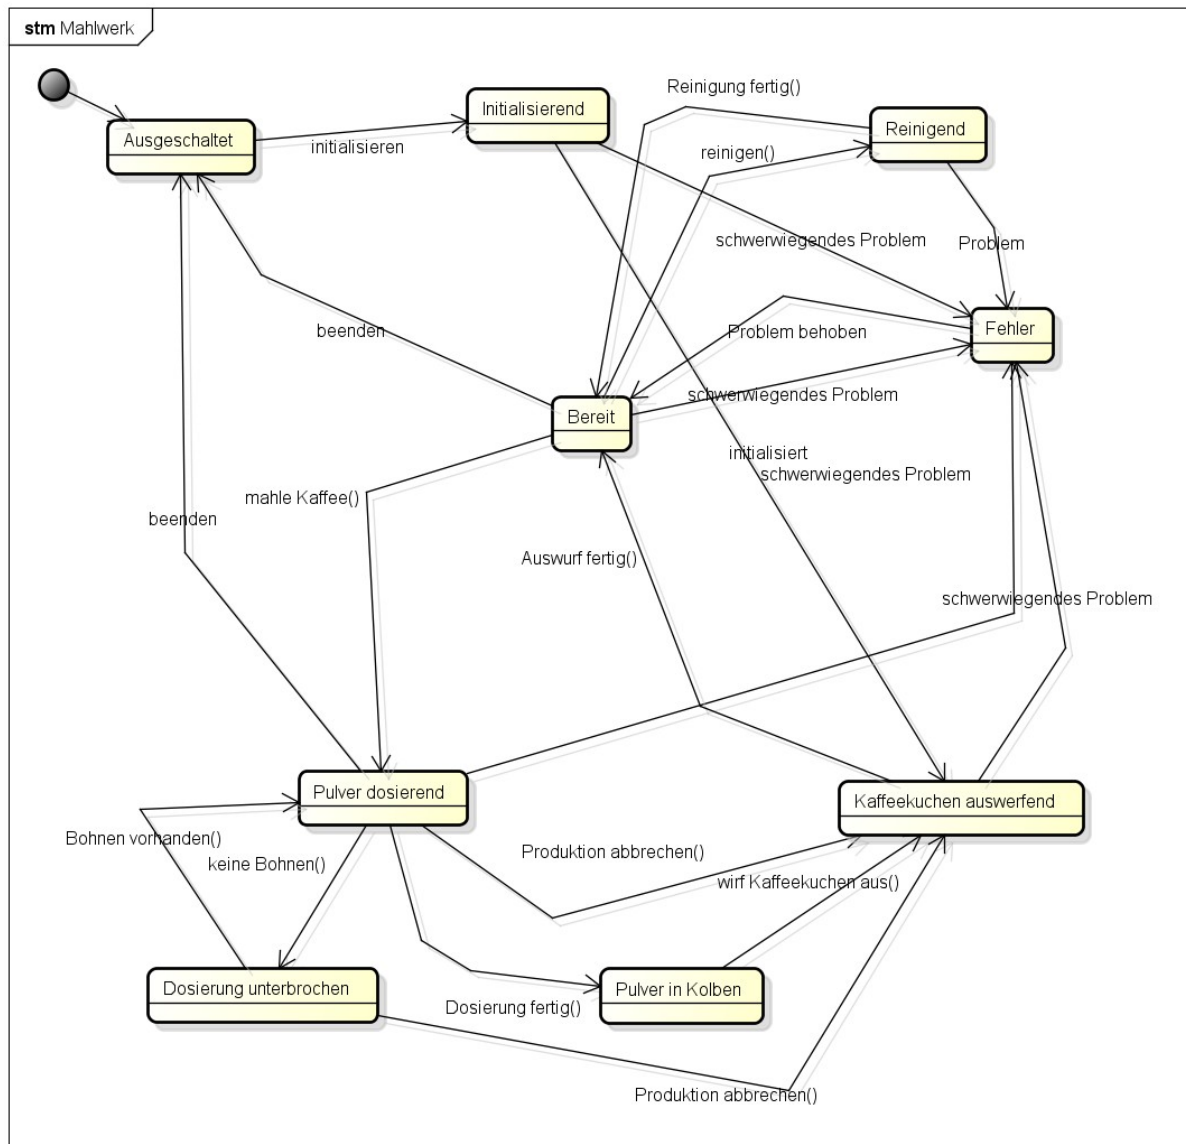 stm Mahlwerk
Reinigung fertig()
Initialisierend
Ausgeschaltet
Reinigend
initialisieren
reinigen()
schwerwiegendes Problem
Problem
beenden
Problem behoben
Fehler
schwerwiegendes Problem
Bereit
initialisiert
schwerwiegendes Problem
mahle Kaffee()
beenden
Auswurf fertig()
schwerwiegendes Problem
Pulver dosierend
Kaffeekuchen auswerfend
Bohnen vorhanden()
keine Bohnen()
Produktion abbrechen()
wirf Kaffeekuchen aus()
Dosierung unterbrochen
Pulver in Kolben
Dosierung fertig()
Produktion abbrechen()